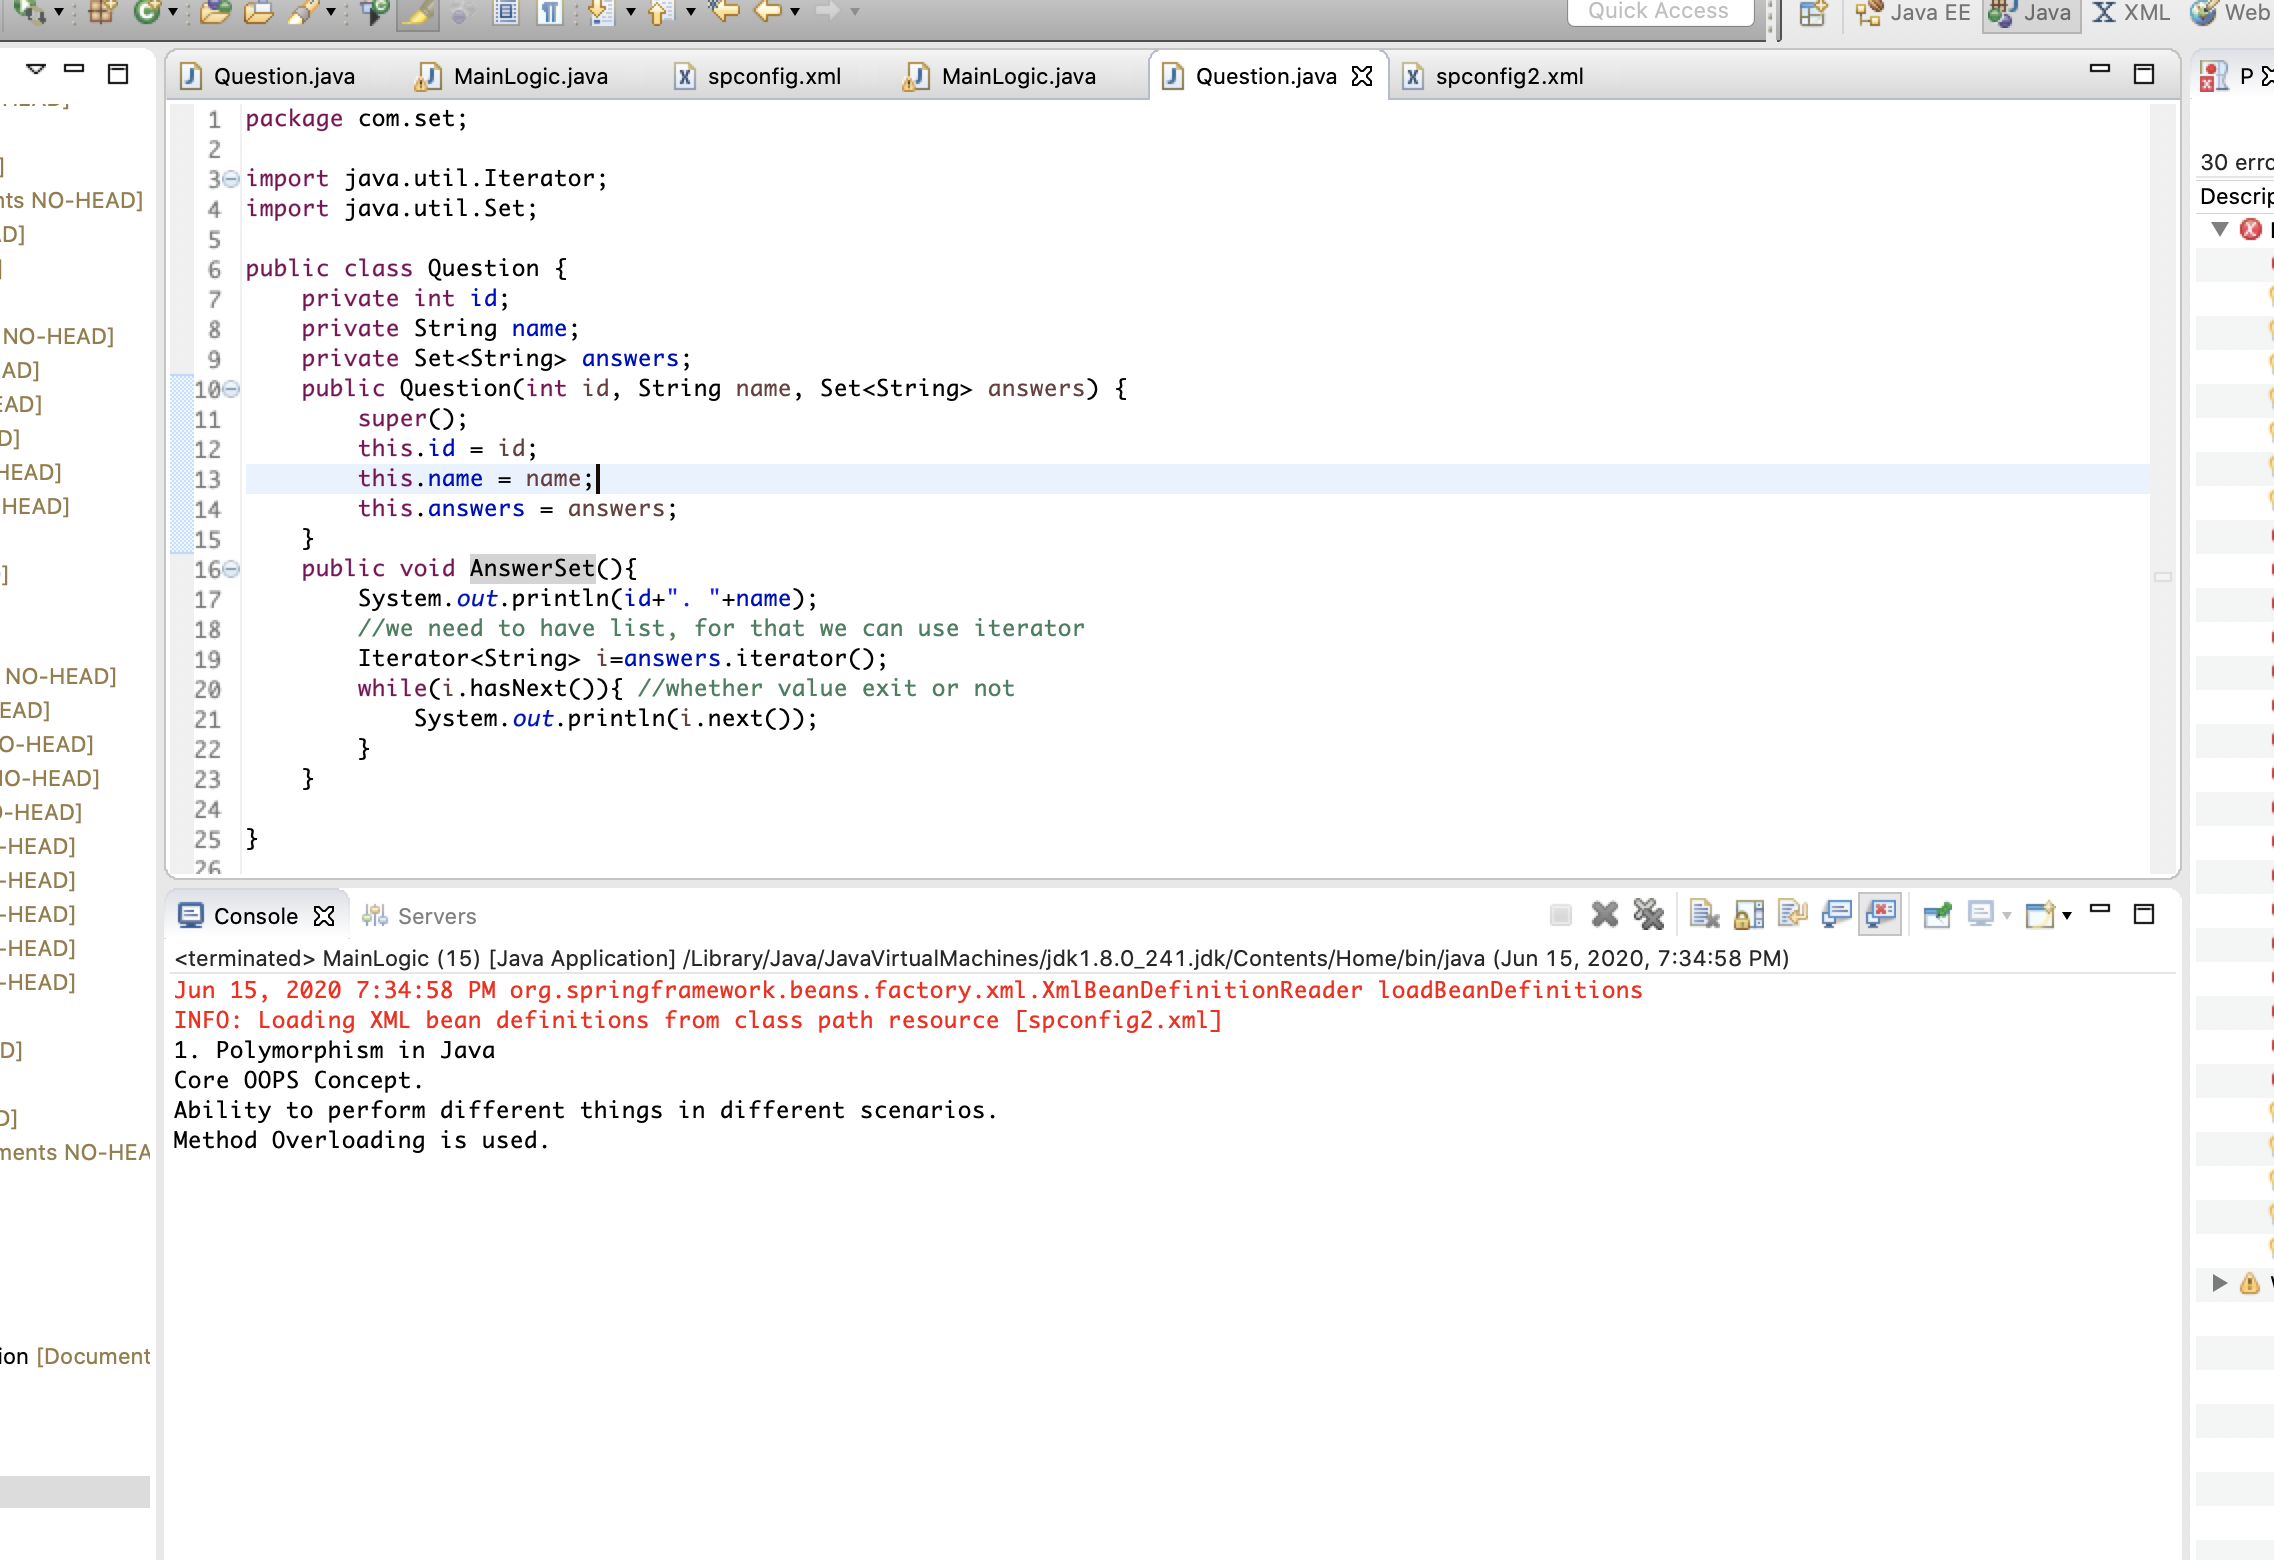 Quick Access
Java EE
Java
XML
Web
Question.java
MainLogic.java
spconfig.xml
MainLogic.java
Question.java
spconfig2.xml
P
1 package com.set;
2
3 import java.util.Iterator;
4 import java.util.Set;
5
6 public class Question {
7     private int id;
8     private String name;
9     private Set<String> answers;
10     public Question(int id, String name, Set<String> answers) {
11         super();
12         this.id = id;
13         this.name = name;
14         this.answers = answers;
15     }
16     public void AnswerSet(){
17         System.out.println(id+". "+name);
18         //we need to have list, for that we can use iterator
19         Iterator<String> i=answers.iterator();
20         while(i.hasNext()){ //whether value exit or not
21             System.out.println(i.next());
22         }
23     }
24
25 }
26
Console
Servers
<terminated> MainLogic (15) [Java Application] /Library/Java/JavaVirtualMachines/jdk1.8.0_241.jdk/Contents/Home/bin/java (Jun 15, 2020, 7:34:58 PM)
Jun 15, 2020 7:34:58 PM org.springframework.beans.factory.xml.XmlBeanDefinitionReader loadBeanDefinitions
INFO: Loading XML bean definitions from class path resource [spconfig2.xml]
1. Polymorphism in Java
Core OOPS Concept.
Ability to perform different things in different scenarios.
Method Overloading is used.
]
nts NO-HEAD]
D]
]
NO-HEAD]
AD]
EAD]
D]
HEAD]
HEAD]
]
NO-HEAD]
EAD]
O-HEAD]
NO-HEAD]
O-HEAD]
-HEAD]
-HEAD]
-HEAD]
-HEAD]
-HEAD]
D]
D]
ments NO-HEA
ion [Document
30 erro
Descrip